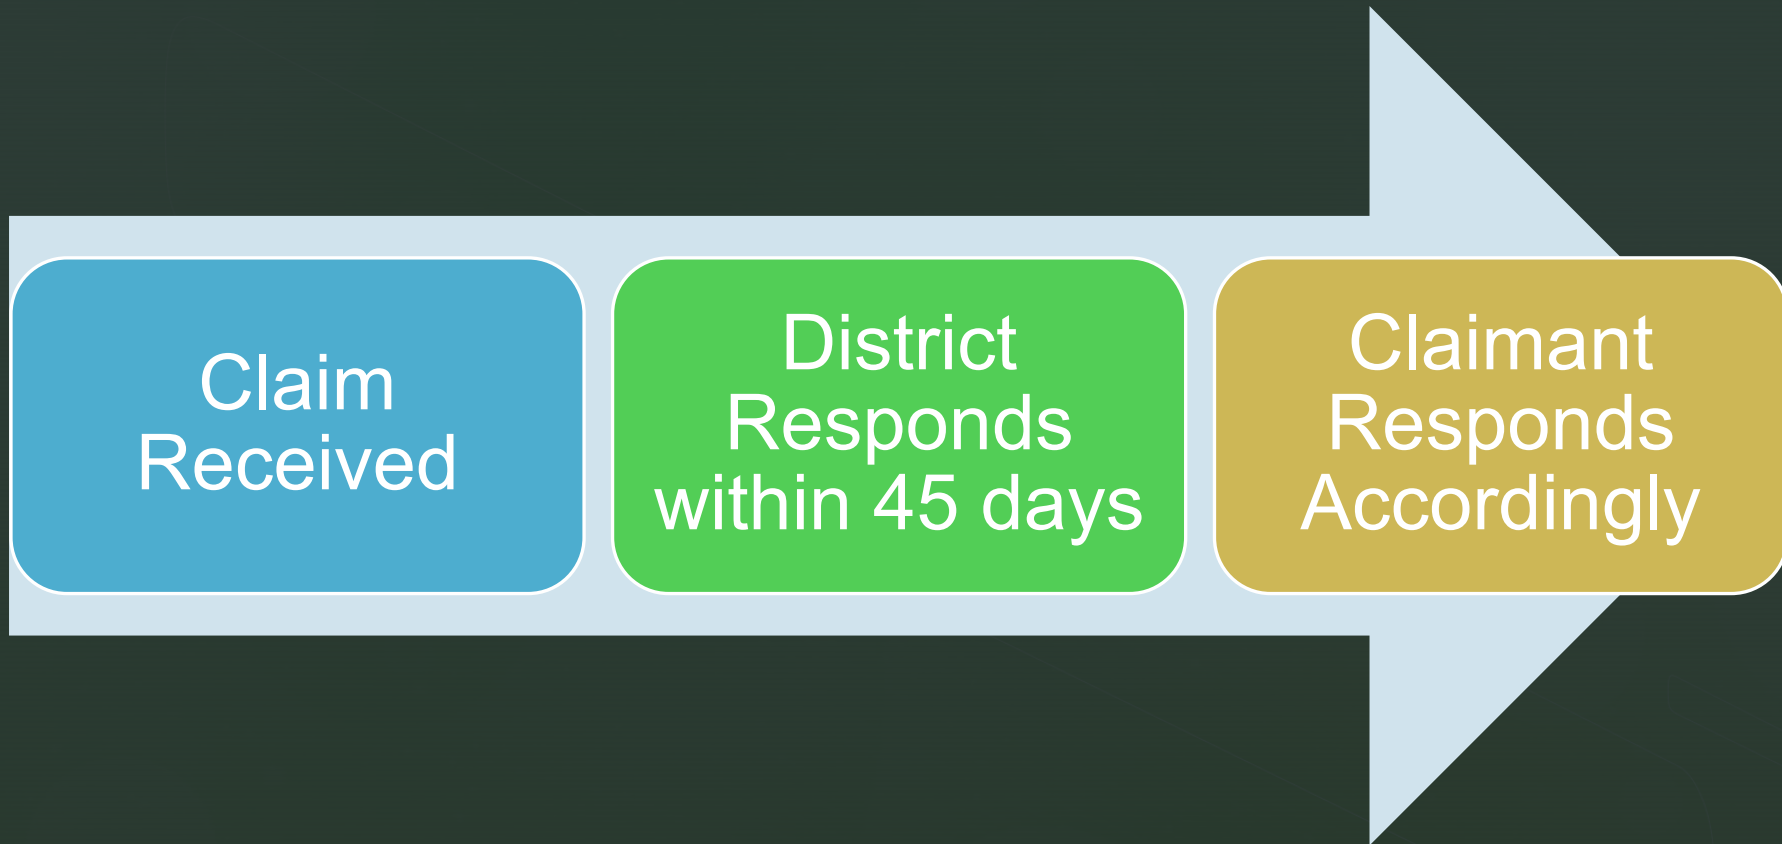 Claim
Received
District
Responds
within 45 days
Claimant
Responds
Accordingly